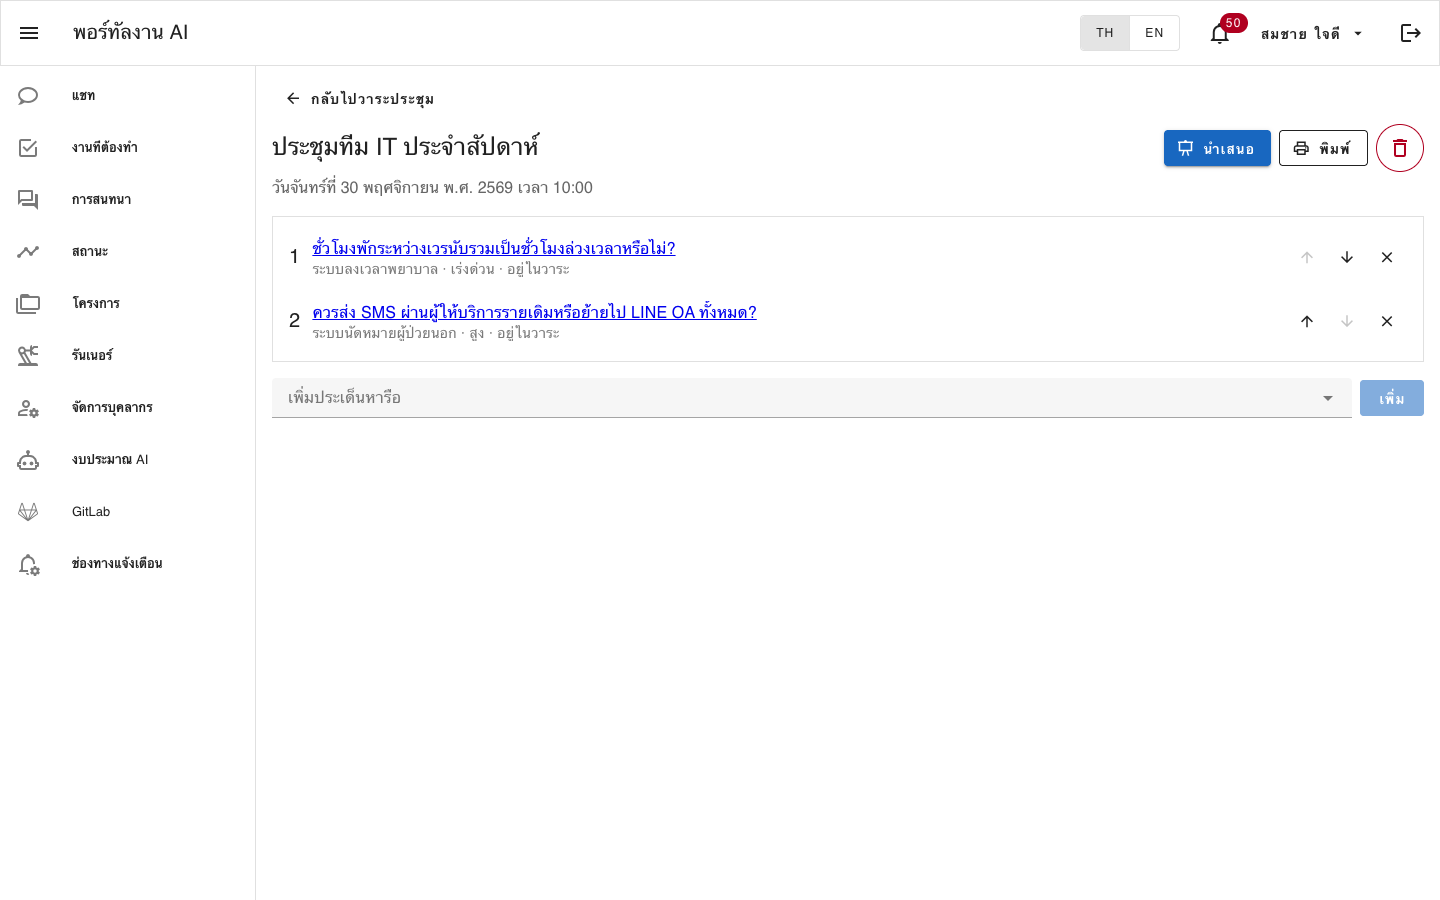 พอร์ทัลงาน AI
TH
EN
50
สมชาย ใจดี
แชท
งานที่ต้องทำ
การสนทนา
สถานะ
โครงการ
รันเนอร์
จัดการบุคลากร
งบประมาณ AI
GitLab
ช่องทางแจ้งเตือน
กลับไปวาระประชุม
ประชุมทีม IT ประจำสัปดาห์
นำเสนอ
พิมพ์
วันจันทร์ที่ 30 พฤศจิกายน พ.ศ. 2569 เวลา 10:00
1
ชั่วโมงพักระหว่างเวรนับรวมเป็นชั่วโมงล่วงเวลาหรือไม่?
ระบบลงเวลาพยาบาล · เร่งด่วน · อยู่ในวาระ
2
ควรส่ง SMS ผ่านผู้ให้บริการรายเดิมหรือย้ายไป LINE OA ทั้งหมด?
ระบบนัดหมายผู้ป่วยนอก · สูง · อยู่ในวาระ
เพิ่มประเด็นหารือ
เพิ่ม